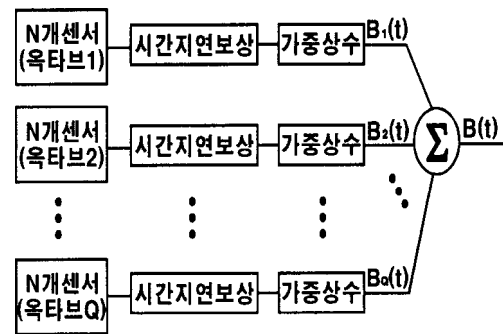 N개센서
(옥타브1)
시간지연보상
가중상수
B₁(t)
N개센서
(옥타브2)
시간지연보상
가중상수
B₂(t)
Σ
B(t)
N개센서
(옥타브Q)
시간지연보상
가중상수
B_Q(t)